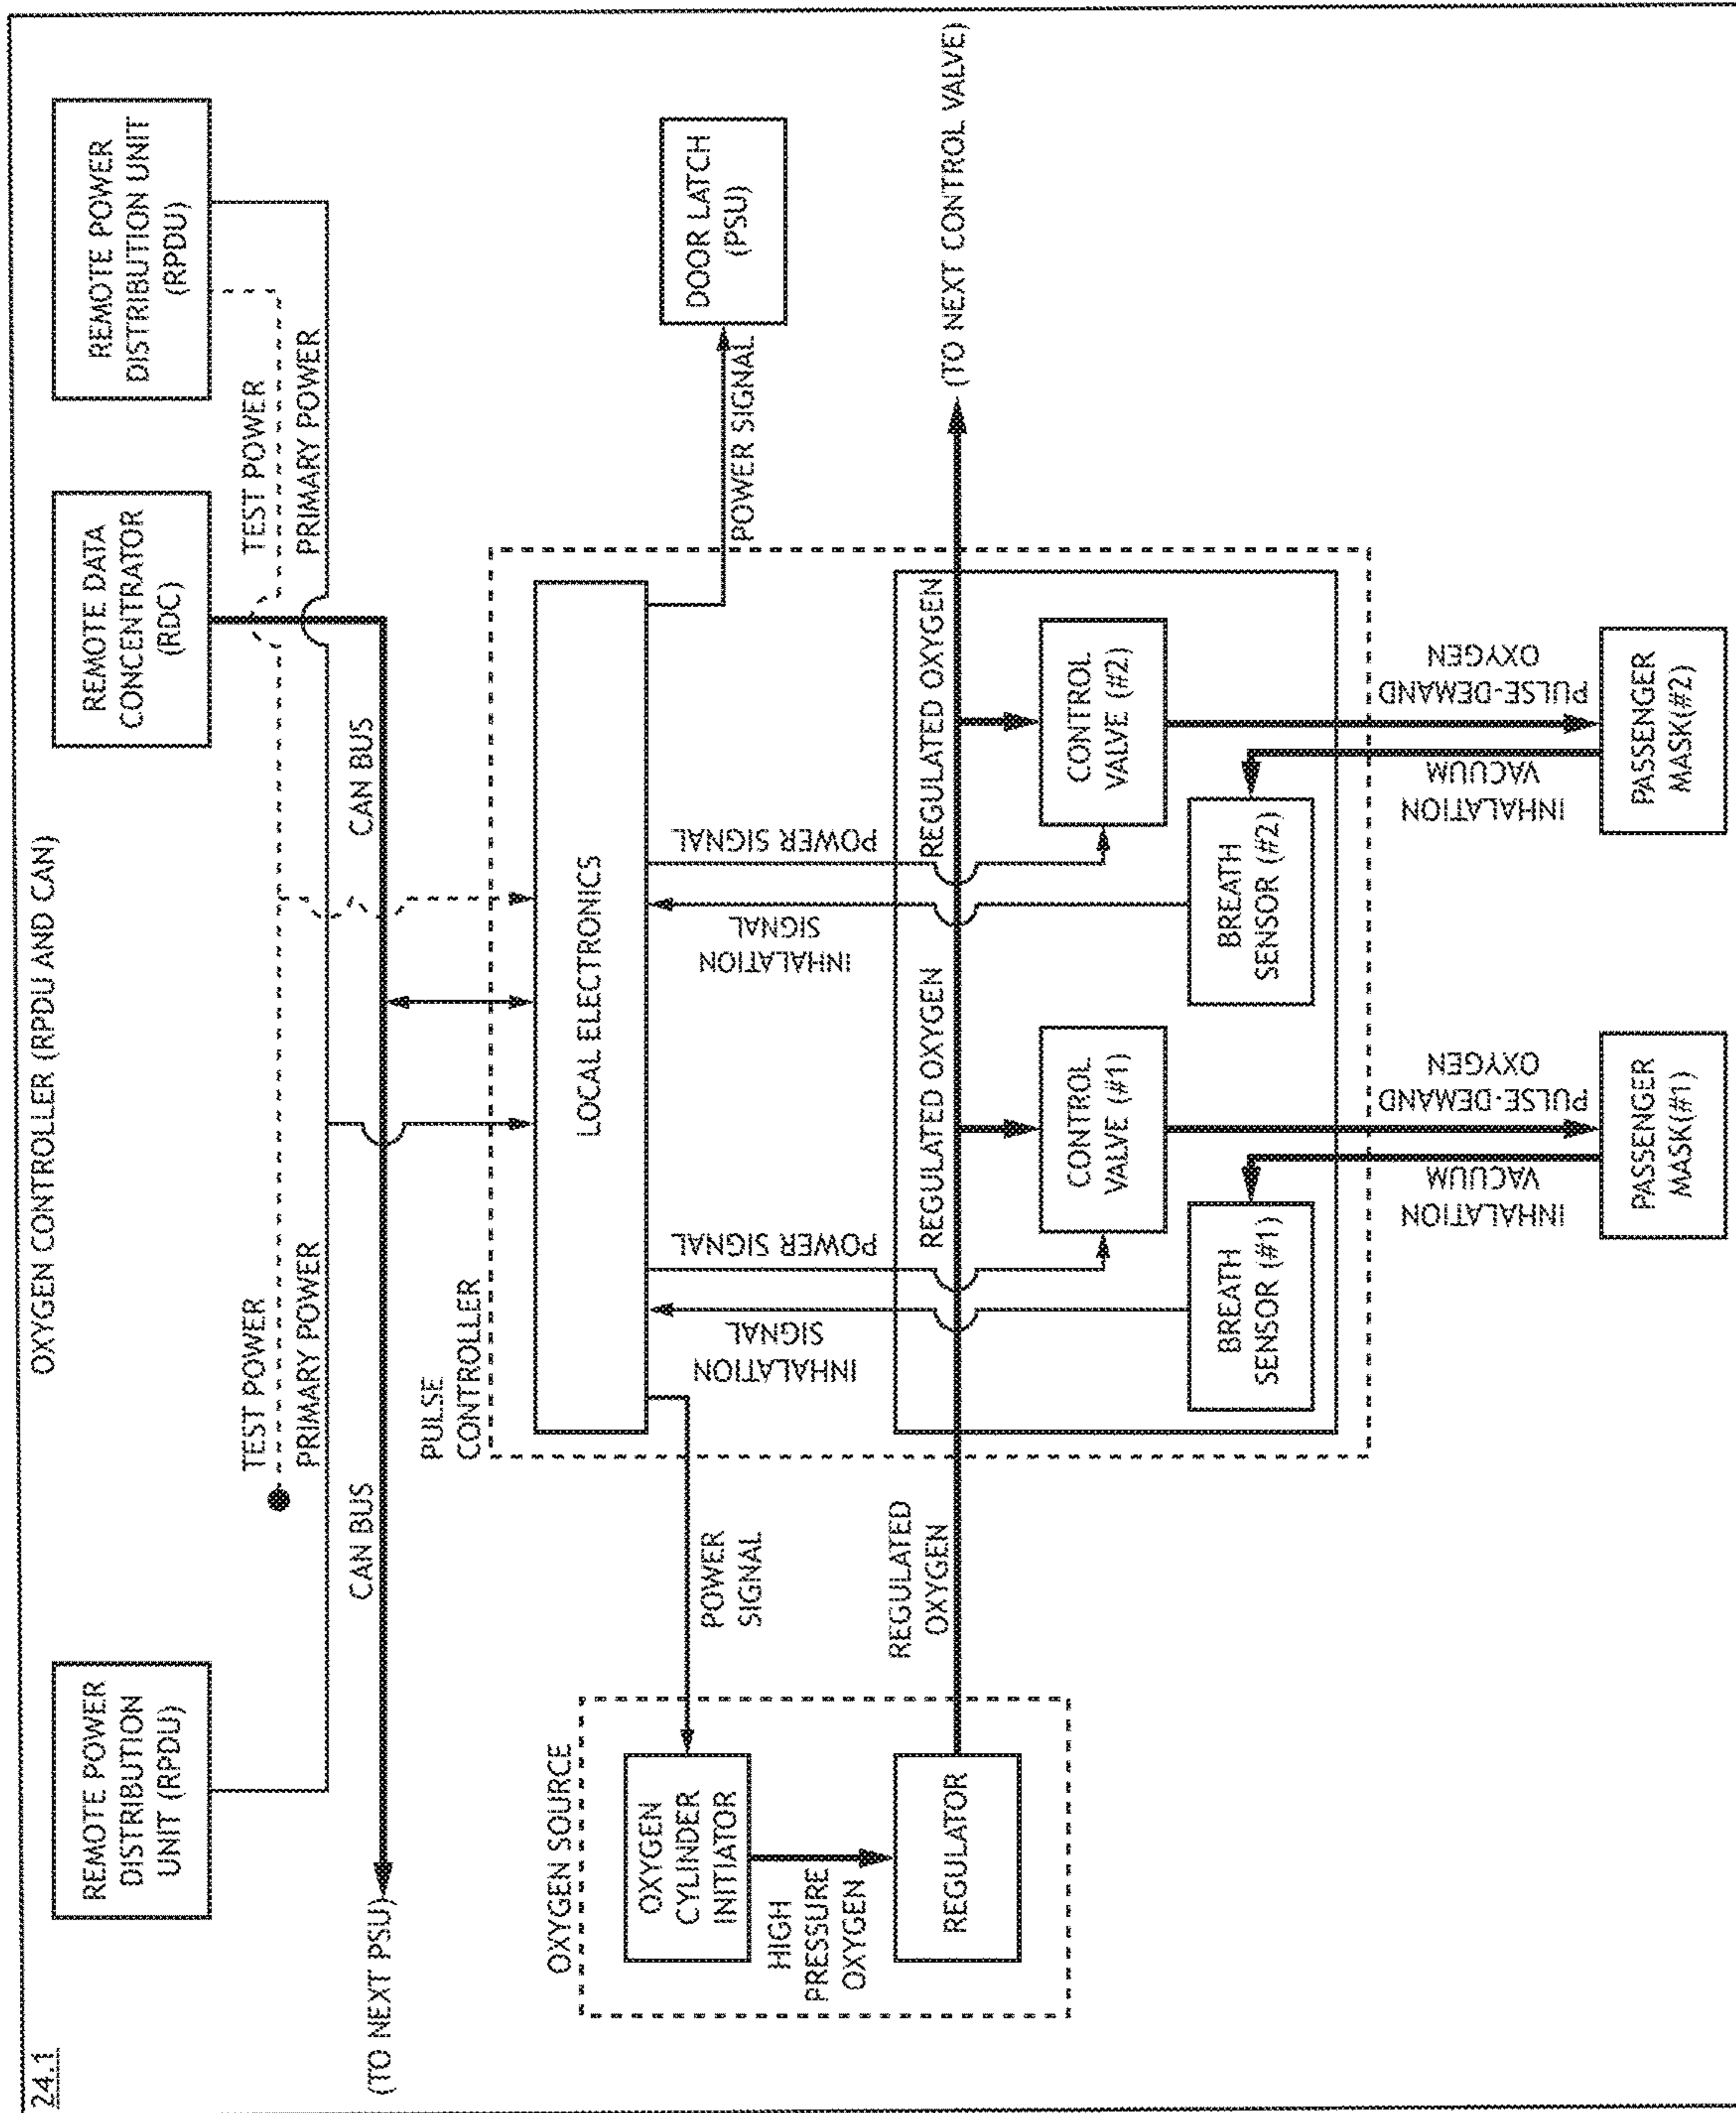 24.1
OXYGEN CONTROLLER (RPDU AND CAN)
REMOTE POWER
DISTRIBUTION
UNIT (RPDU)
REMOTE DATA
CONCENTRATOR
(RDC)
REMOTE POWER
DISTRIBUTION UNIT
(RPDU)
TEST POWER
TEST POWER
PRIMARY POWER
PRIMARY POWER
(TO NEXT PSU)
CAN BUS
CAN BUS
PULSE
CONTROLLER
OXYGEN SOURCE
OXYGEN
CYLINDER
INITIATOR
HIGH
PRESSURE
OXYGEN
REGULATOR
POWER
SIGNAL
REGULATED
OXYGEN
LOCAL ELECTRONICS
DOOR LATCH
(PSU)
POWER SIGNAL
INHALATION
SIGNAL
POWER SIGNAL
INHALATION
SIGNAL
POWER SIGNAL
REGULATED OXYGEN
REGULATED OXYGEN
(TO NEXT CONTROL VALVE)
CONTROL
VALVE (#1)
CONTROL
VALVE (#2)
BREATH
SENSOR (#1)
BREATH
SENSOR (#2)
INHALATION
VACUUM
PULSE-DEMAND
OXYGEN
INHALATION
VACUUM
PULSE-DEMAND
OXYGEN
PASSENGER
MASK(#1)
PASSENGER
MASK(#2)